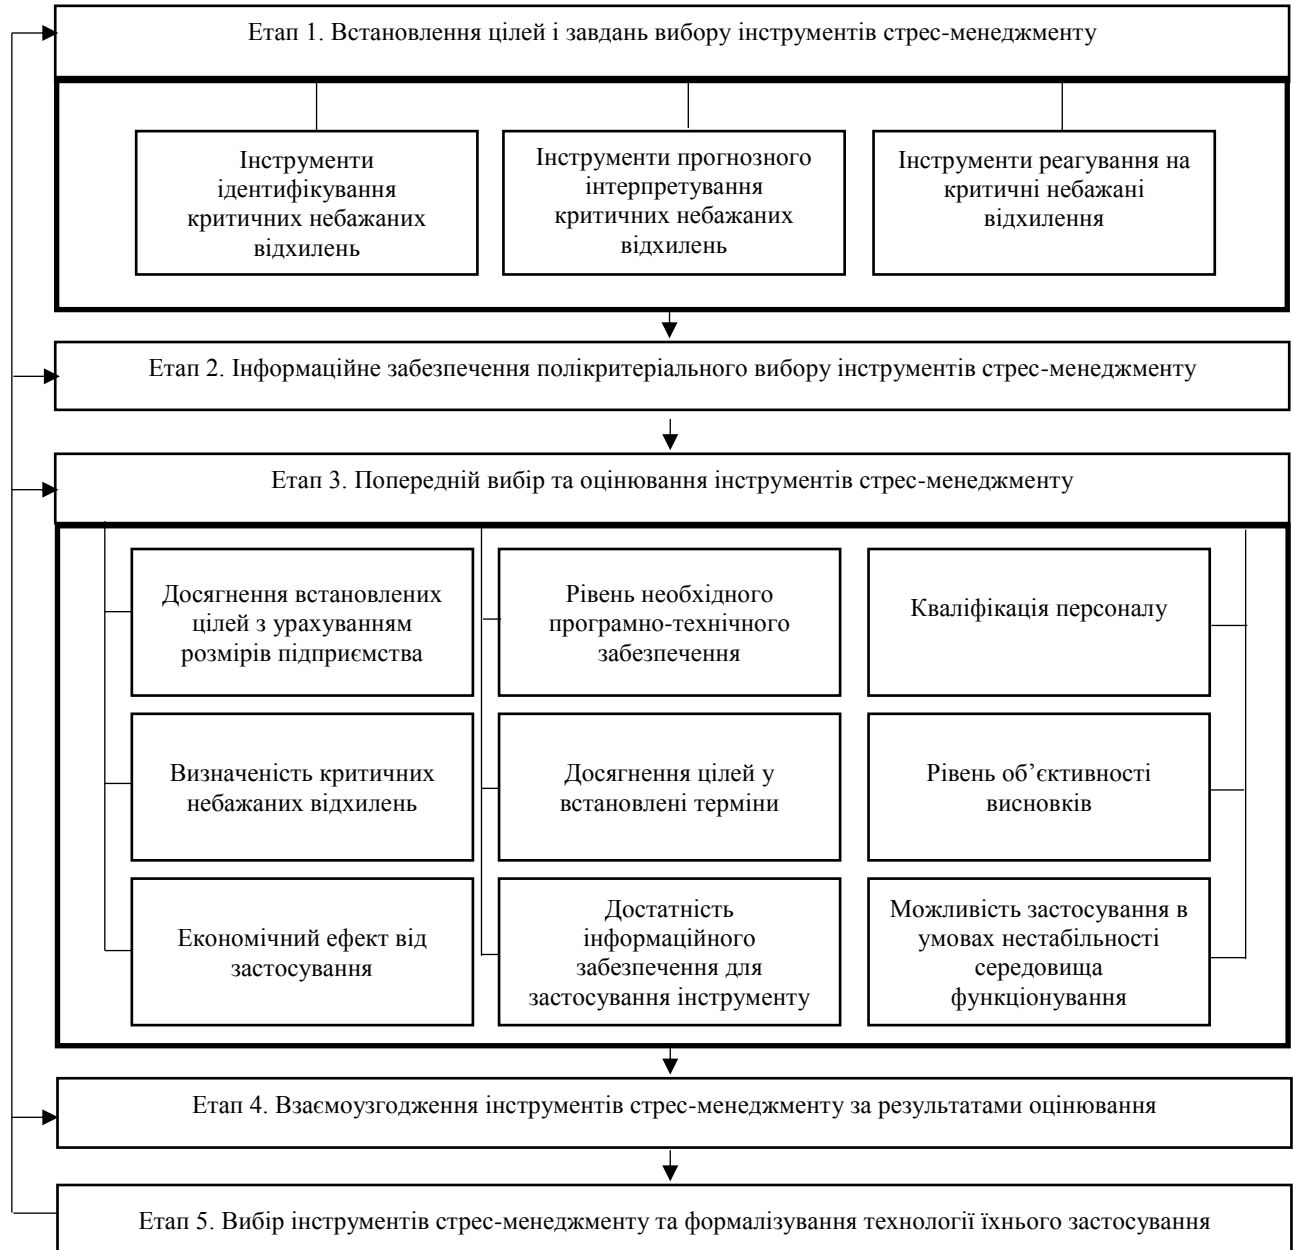 Етап 1. Встановлення цілей і завдань вибору інструментів стрес-менеджменту
Інструменти
ідентифікування
критичних небажаних
відхилень
Інструменти прогнозного
інтерпретування
критичних небажаних
відхилень
Інструменти реагування на
критичні небажані
відхилення
Етап 2. Інформаційне забезпечення полікритеріального вибору інструментів стрес-менеджменту
Етап 3. Попередній вибір та оцінювання інструментів стрес-менеджменту
Досягнення встановлених
цілей з урахуванням
розмірів підприємства
Рівень необхідного
програмно-технічного
забезпечення
Кваліфікація персоналу
Визначеність критичних
небажаних відхилень
Досягнення цілей у
встановлені терміни
Рівень об’єктивності
висновків
Економічний ефект від
застосування
Достатність
інформаційного
забезпечення для
застосування інструменту
Можливість застосування в
умовах нестабільності
середовища
функціонування
Етап 4. Взаємоузгодження інструментів стрес-менеджменту за результатами оцінювання
Етап 5. Вибір інструментів стрес-менеджменту та формалізування технології їхнього застосування